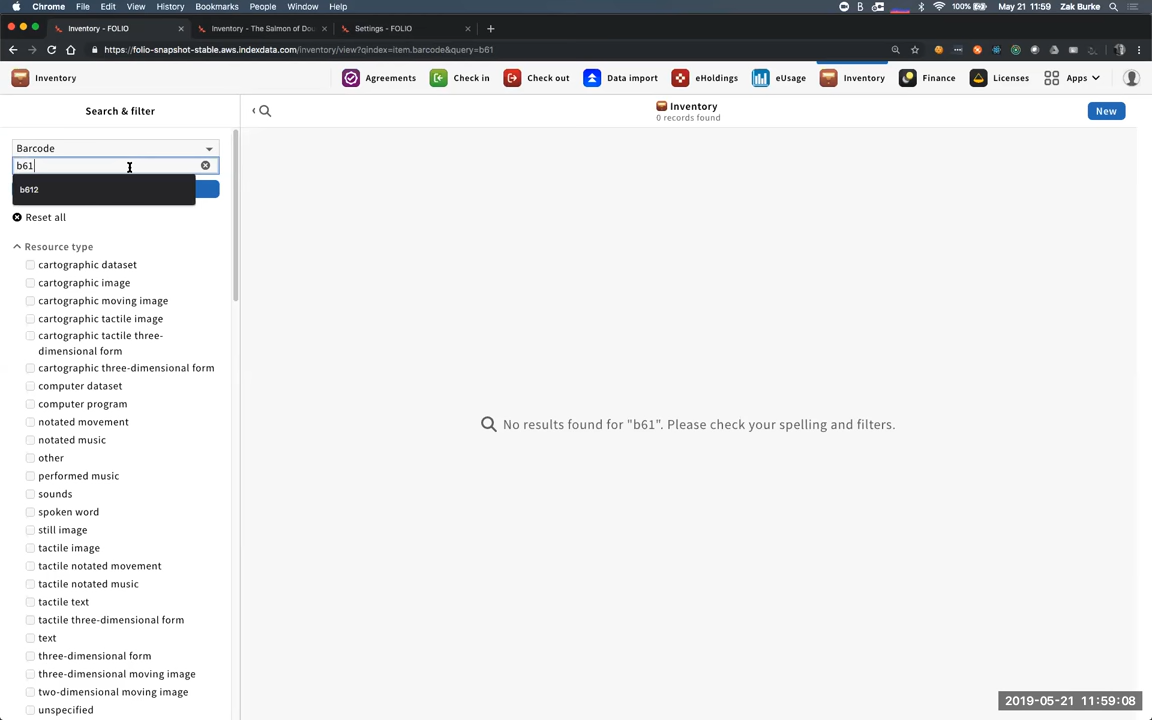 Chrome File Edit View History Bookmarks People Window Help 100% May 21 11:59 Zak Burke
Inventory - FOLIO Inventory - The Salmon of Dou Settings - FOLIO
https://folio-snapshot-stable.aws.indexdata.com/inventory/view?qindex=item.barcode&query=b61
Inventory Agreements Check in Check out Data import eHoldings eUsage Inventory Finance Licenses Apps
Search & filter
Inventory
0 records found
New
Barcode
b61
b612
Reset all
Resource type
cartographic dataset
cartographic image
cartographic moving image
cartographic tactile image
cartographic tactile three-
dimensional form
cartographic three-dimensional form
computer dataset
computer program
notated movement
notated music
other
performed music
sounds
spoken word
still image
tactile image
tactile notated movement
tactile notated music
tactile text
tactile three-dimensional form
text
three-dimensional form
three-dimensional moving image
two-dimensional moving image
unspecified
No results found for "b61". Please check your spelling and filters.
2019-05-21 11:59:08